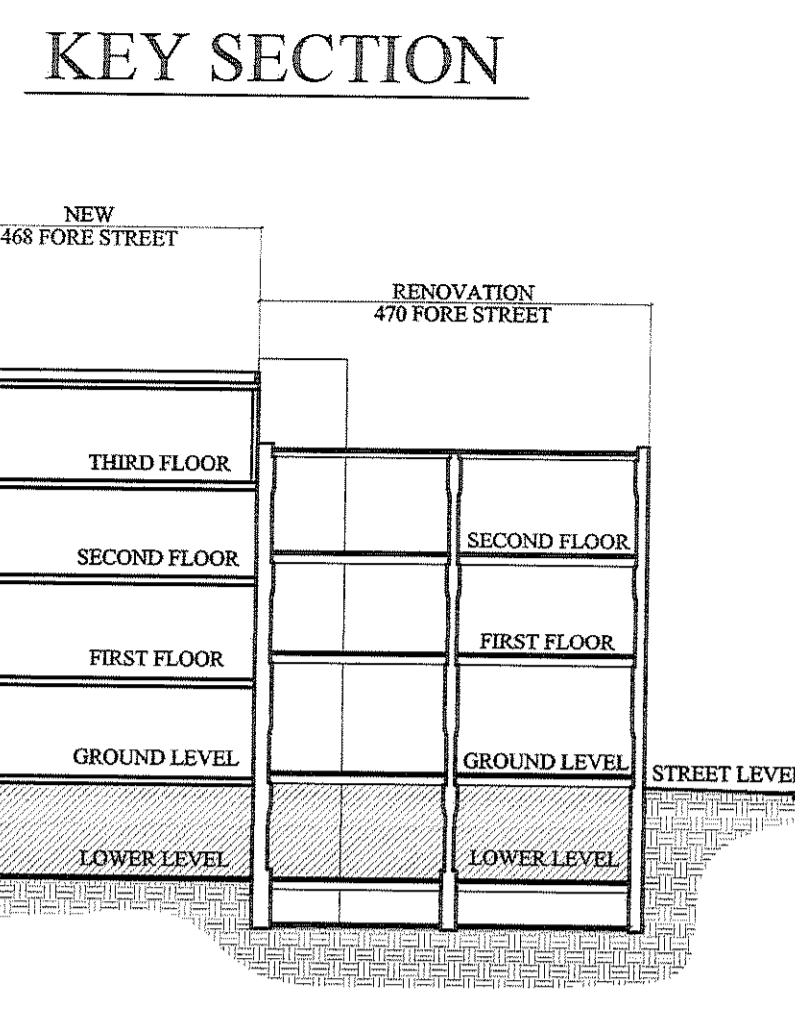 KEY SECTION
NEW
468 FORE STREET
RENOVATION
470 FORE STREET
THIRD FLOOR
SECOND FLOOR
SECOND FLOOR
FIRST FLOOR
FIRST FLOOR
GROUND LEVEL
GROUND LEVEL
STREET LEVEL
LOWER LEVEL
LOWER LEVEL